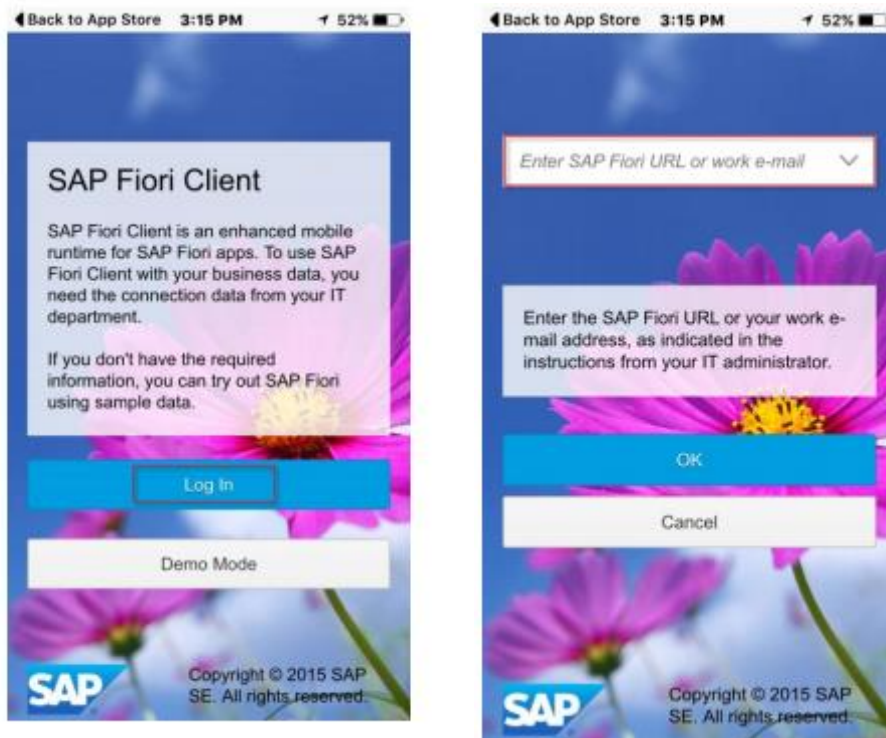 Back to App Store 3:15 PM 52%
SAP Fiori Client
SAP Fiori Client is an enhanced mobile
runtime for SAP Fiori apps. To use SAP
Fiori Client with your business data, you
need the connection data from your IT
department.
If you don't have the required
information, you can try out SAP Fiori
using sample data.
Log In
Demo Mode
SAP
Copyright © 2015 SAP
SE. All rights reserved.
Back to App Store 3:15 PM 52%
Enter SAP Fiori URL or work e-mail
Enter the SAP Fiori URL or your work e-
mail address, as indicated in the
instructions from your IT administrator.
OK
Cancel
SAP
Copyright © 2015 SAP
SE. All rights reserved.